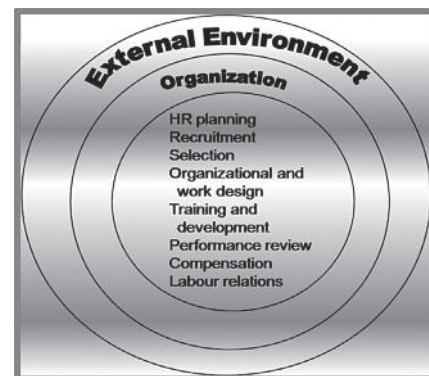 External Environment
Organization
HR planning
Recruitment
Selection
Organizational and
work design
Training and
development
Performance review
Compensation
Labour relations